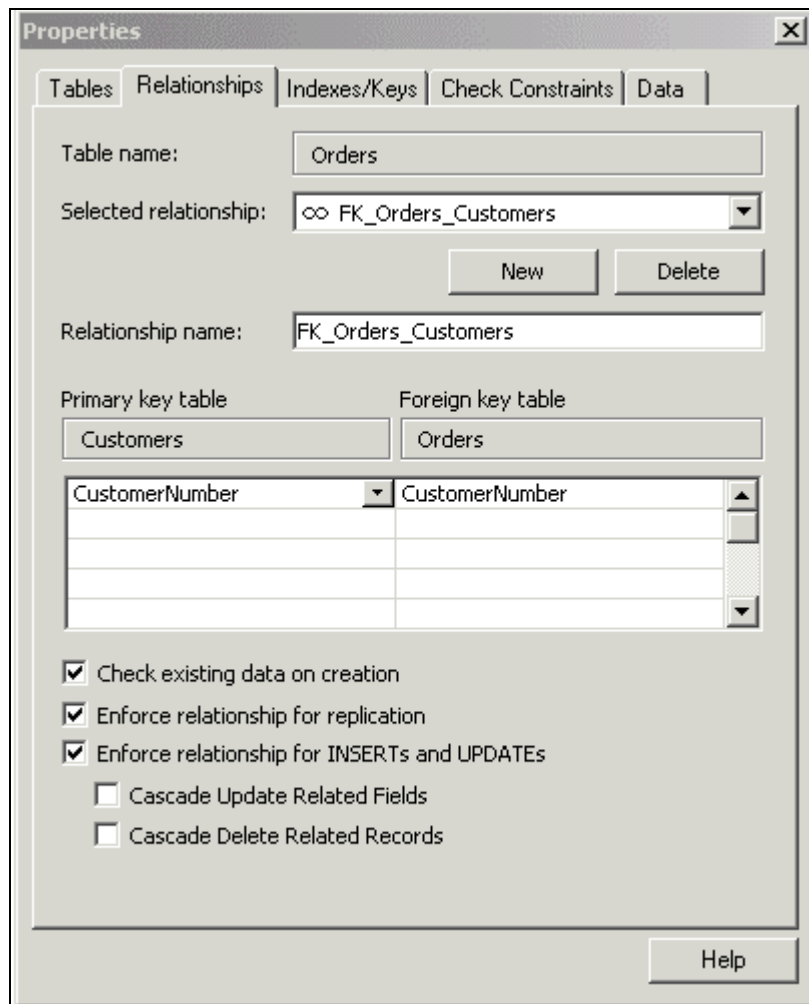 Properties
Tables Relationships Indexes/Keys Check Constraints Data
Table name: Orders
Selected relationship: ∞ FK_Orders_Customers
New Delete
Relationship name: FK_Orders_Customers
Primary key table Foreign key table
Customers Orders
CustomerNumber CustomerNumber
Check existing data on creation
Enforce relationship for replication
Enforce relationship for INSERTs and UPDATEs
Cascade Update Related Fields
Cascade Delete Related Records
Help